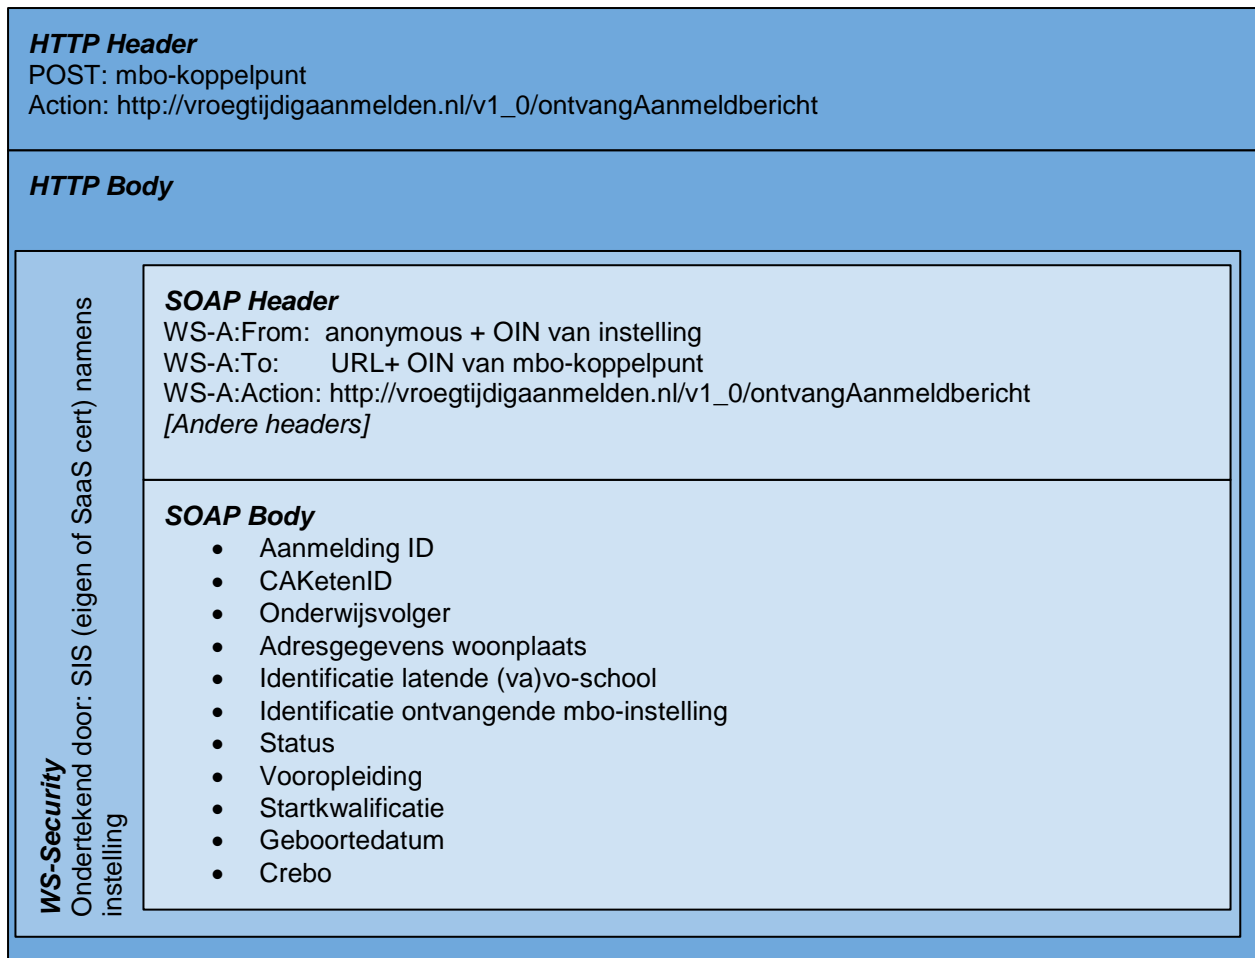 HTTP Header
POST: mbo-koppelpunt
Action: http://vroegtijdigaanmelden.nl/v1_0/ontvangAanmeldbericht
HTTP Body
WS-Security
Ondertekend door: SIS (eigen of SaaS cert) namens
instelling
SOAP Header
WS-A:From: anonymous + OIN van instelling
WS-A:To: URL+ OIN van mbo-koppelpunt
WS-A:Action: http://vroegtijdigaanmelden.nl/v1_0/ontvangAanmeldbericht
[Andere headers]
SOAP Body
• Aanmelding ID
• CAKetenID
• Onderwijsvolger
• Adresgegevens woonplaats
• Identificatie latende (va)vo-school
• Identificatie ontvangende mbo-instelling
• Status
• Vooropleiding
• Startkwalificatie
• Geboortedatum
• Crebo